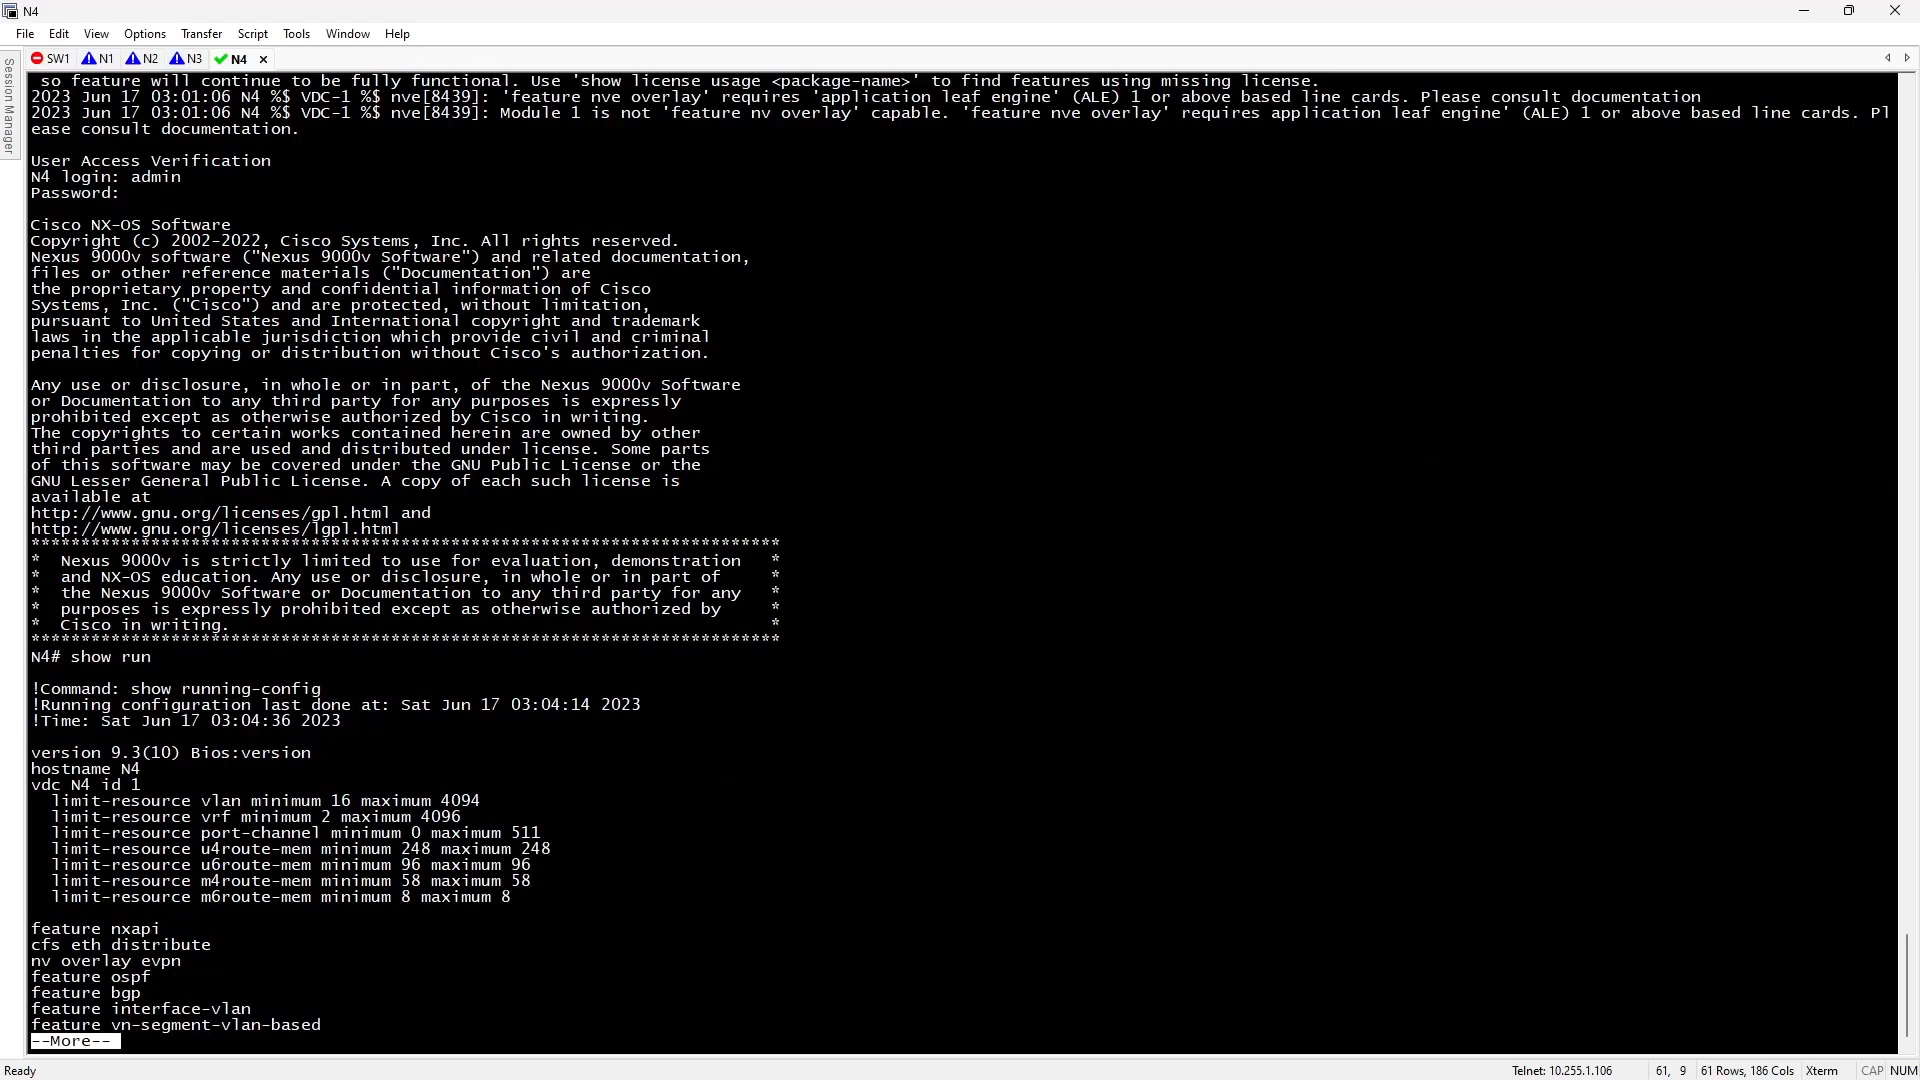 N4
File Edit View Options Transfer Script Tools Window Help
SW1 N1 N2 N3 N4
Session Manager
so feature will continue to be fully functional. Use 'show license usage <package-name>' to find features using missing license.
2023 Jun 17 03:01:06 N4 %$ VDC-1 %$ nve[8439]: 'feature nve overlay' requires 'application leaf engine' (ALE) 1 or above based line cards. Please consult documentation
2023 Jun 17 03:01:06 N4 %$ VDC-1 %$ nve[8439]: Module 1 is not 'feature nv overlay' capable. 'feature nve overlay' requires application leaf engine' (ALE) 1 or above based line cards. Pl
ease consult documentation.
User Access Verification
N4 login: admin
Password:
Cisco NX-OS Software
Copyright (c) 2002-2022, Cisco Systems, Inc. All rights reserved.
Nexus 9000v software ("Nexus 9000v Software") and related documentation,
files or other reference materials ("Documentation") are
the proprietary property and confidential information of Cisco
Systems, Inc. ("Cisco") and are protected, without limitation,
pursuant to United States and International copyright and trademark
laws in the applicable jurisdiction which provide civil and criminal
penalties for copying or distribution without Cisco's authorization.
Any use or disclosure, in whole or in part, of the Nexus 9000v Software
or Documentation to any third party for any purposes is expressly
prohibited except as otherwise authorized by Cisco in writing.
The copyrights to certain works contained herein are owned by other
third parties and are used and distributed under license. Some parts
of this software may be covered under the GNU Public License or the
GNU Lesser General Public License. A copy of each such license is
available at
http://www.gnu.org/licenses/gpl.html and
http://www.gnu.org/licenses/lgpl.html
***************************************************************************
*  Nexus 9000v is strictly limited to use for evaluation, demonstration   *
*  and NX-OS education. Any use or disclosure, in whole or in part of     *
*  the Nexus 9000v Software or Documentation to any third party for any   *
*  purposes is expressly prohibited except as otherwise authorized by     *
*  Cisco in writing.                                                      *
***************************************************************************
N4# show run
!Command: show running-config
!Running configuration last done at: Sat Jun 17 03:04:14 2023
!Time: Sat Jun 17 03:04:36 2023
version 9.3(10) Bios:version
hostname N4
vdc N4 id 1
limit-resource vlan minimum 16 maximum 4094
limit-resource vrf minimum 2 maximum 4096
limit-resource port-channel minimum 0 maximum 511
limit-resource u4route-mem minimum 248 maximum 248
limit-resource u6route-mem minimum 96 maximum 96
limit-resource m4route-mem minimum 58 maximum 58
limit-resource m6route-mem minimum 8 maximum 8
feature nxapi
cfs eth distribute
nv overlay evpn
feature ospf
feature bgp
feature interface-vlan
feature vn-segment-vlan-based
--More--
Ready Telnet: 10.255.1.106 61, 9 61 Rows, 186 Cols Xterm CAP NUM